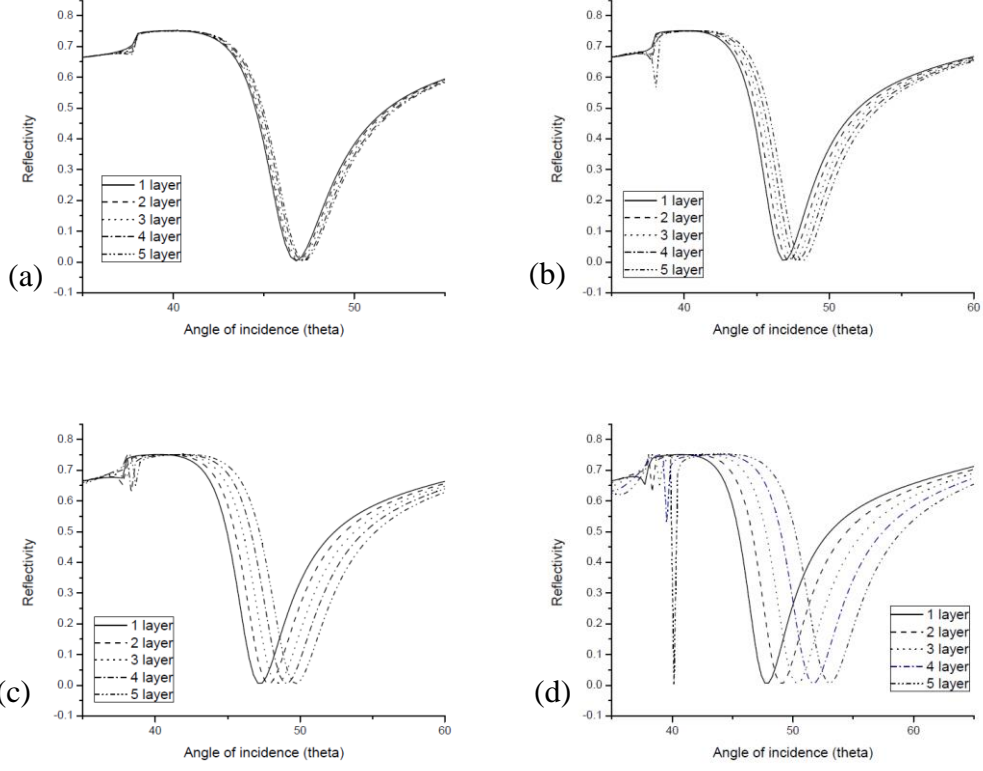 0.8
0.7
0.6
0.5
0.4
0.3
0.2
0.1
0.0
-0.1
Reflectivity
1 layer
2 layer
3 layer
4 layer
5 layer
40
50
Angle of incidence (theta)
(a)
0.8
0.7
0.6
0.5
0.4
0.3
0.2
0.1
0.0
-0.1
Reflectivity
1 layer
2 layer
3 layer
4 layer
5 layer
40
50
60
Angle of incidence (theta)
(b)
0.8
0.7
0.6
0.5
0.4
0.3
0.2
0.1
0.0
-0.1
Reflectivity
1 layer
2 layer
3 layer
4 layer
5 layer
40
50
60
Angle of incidence (theta)
(c)
0.8
0.7
0.6
0.5
0.4
0.3
0.2
0.1
0.0
-0.1
Reflectivity
1 layer
2 layer
3 layer
4 layer
5 layer
40
50
60
Angle of incidence (theta)
(d)